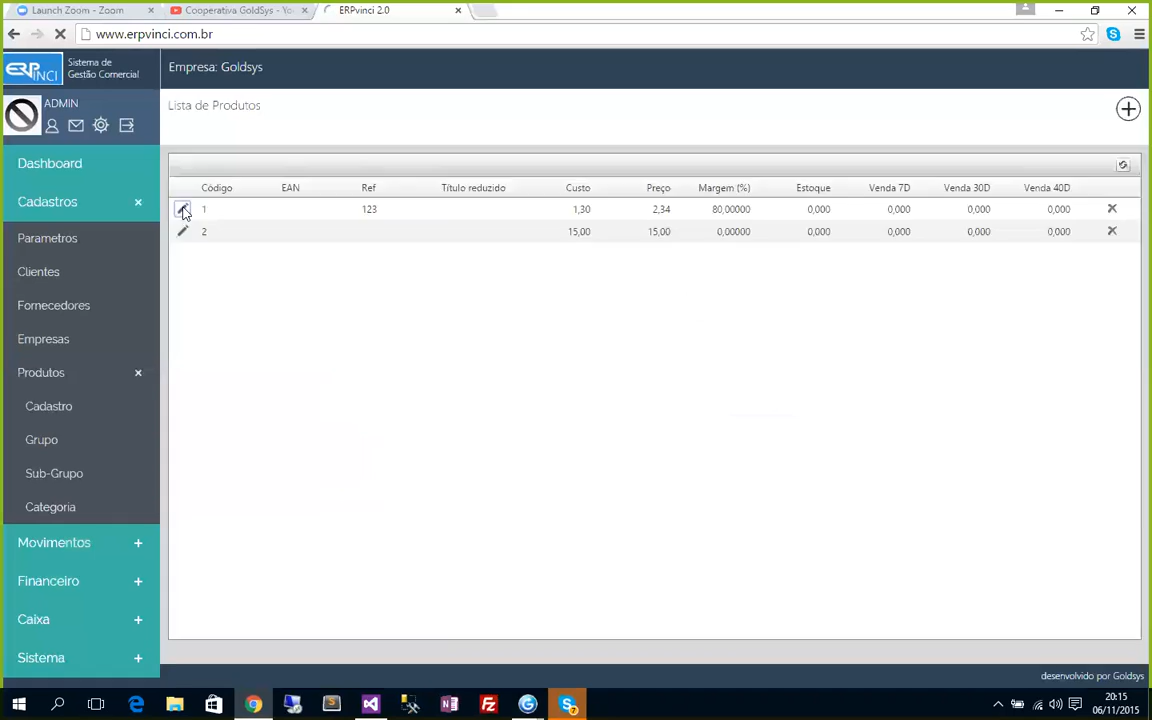 Launch Zoom - Zoom
Cooperativa GoldSys - Yo
ERPvinci 2.0
www.erpvinci.com.br
ERP
VINCI
Sistema de
Gestão Comercial
Empresa: Goldsys
ADMIN
Lista de Produtos
Dashboard
Cadastros
Parametros
Clientes
Fornecedores
Empresas
Produtos
Cadastro
Grupo
Sub-Grupo
Categoria
Movimentos
Financeiro
Caixa
Sistema
Código EAN Ref Título reduzido Custo Preço Margem (%) Estoque Venda 7D Venda 30D Venda 40D
1 123 1,30 2,34 80,00000 0,000 0,000 0,000 0,000
2 15,00 15,00 0,00000 0,000 0,000 0,000 0,000
desenvolvido por Goldsys
20:15
06/11/2015